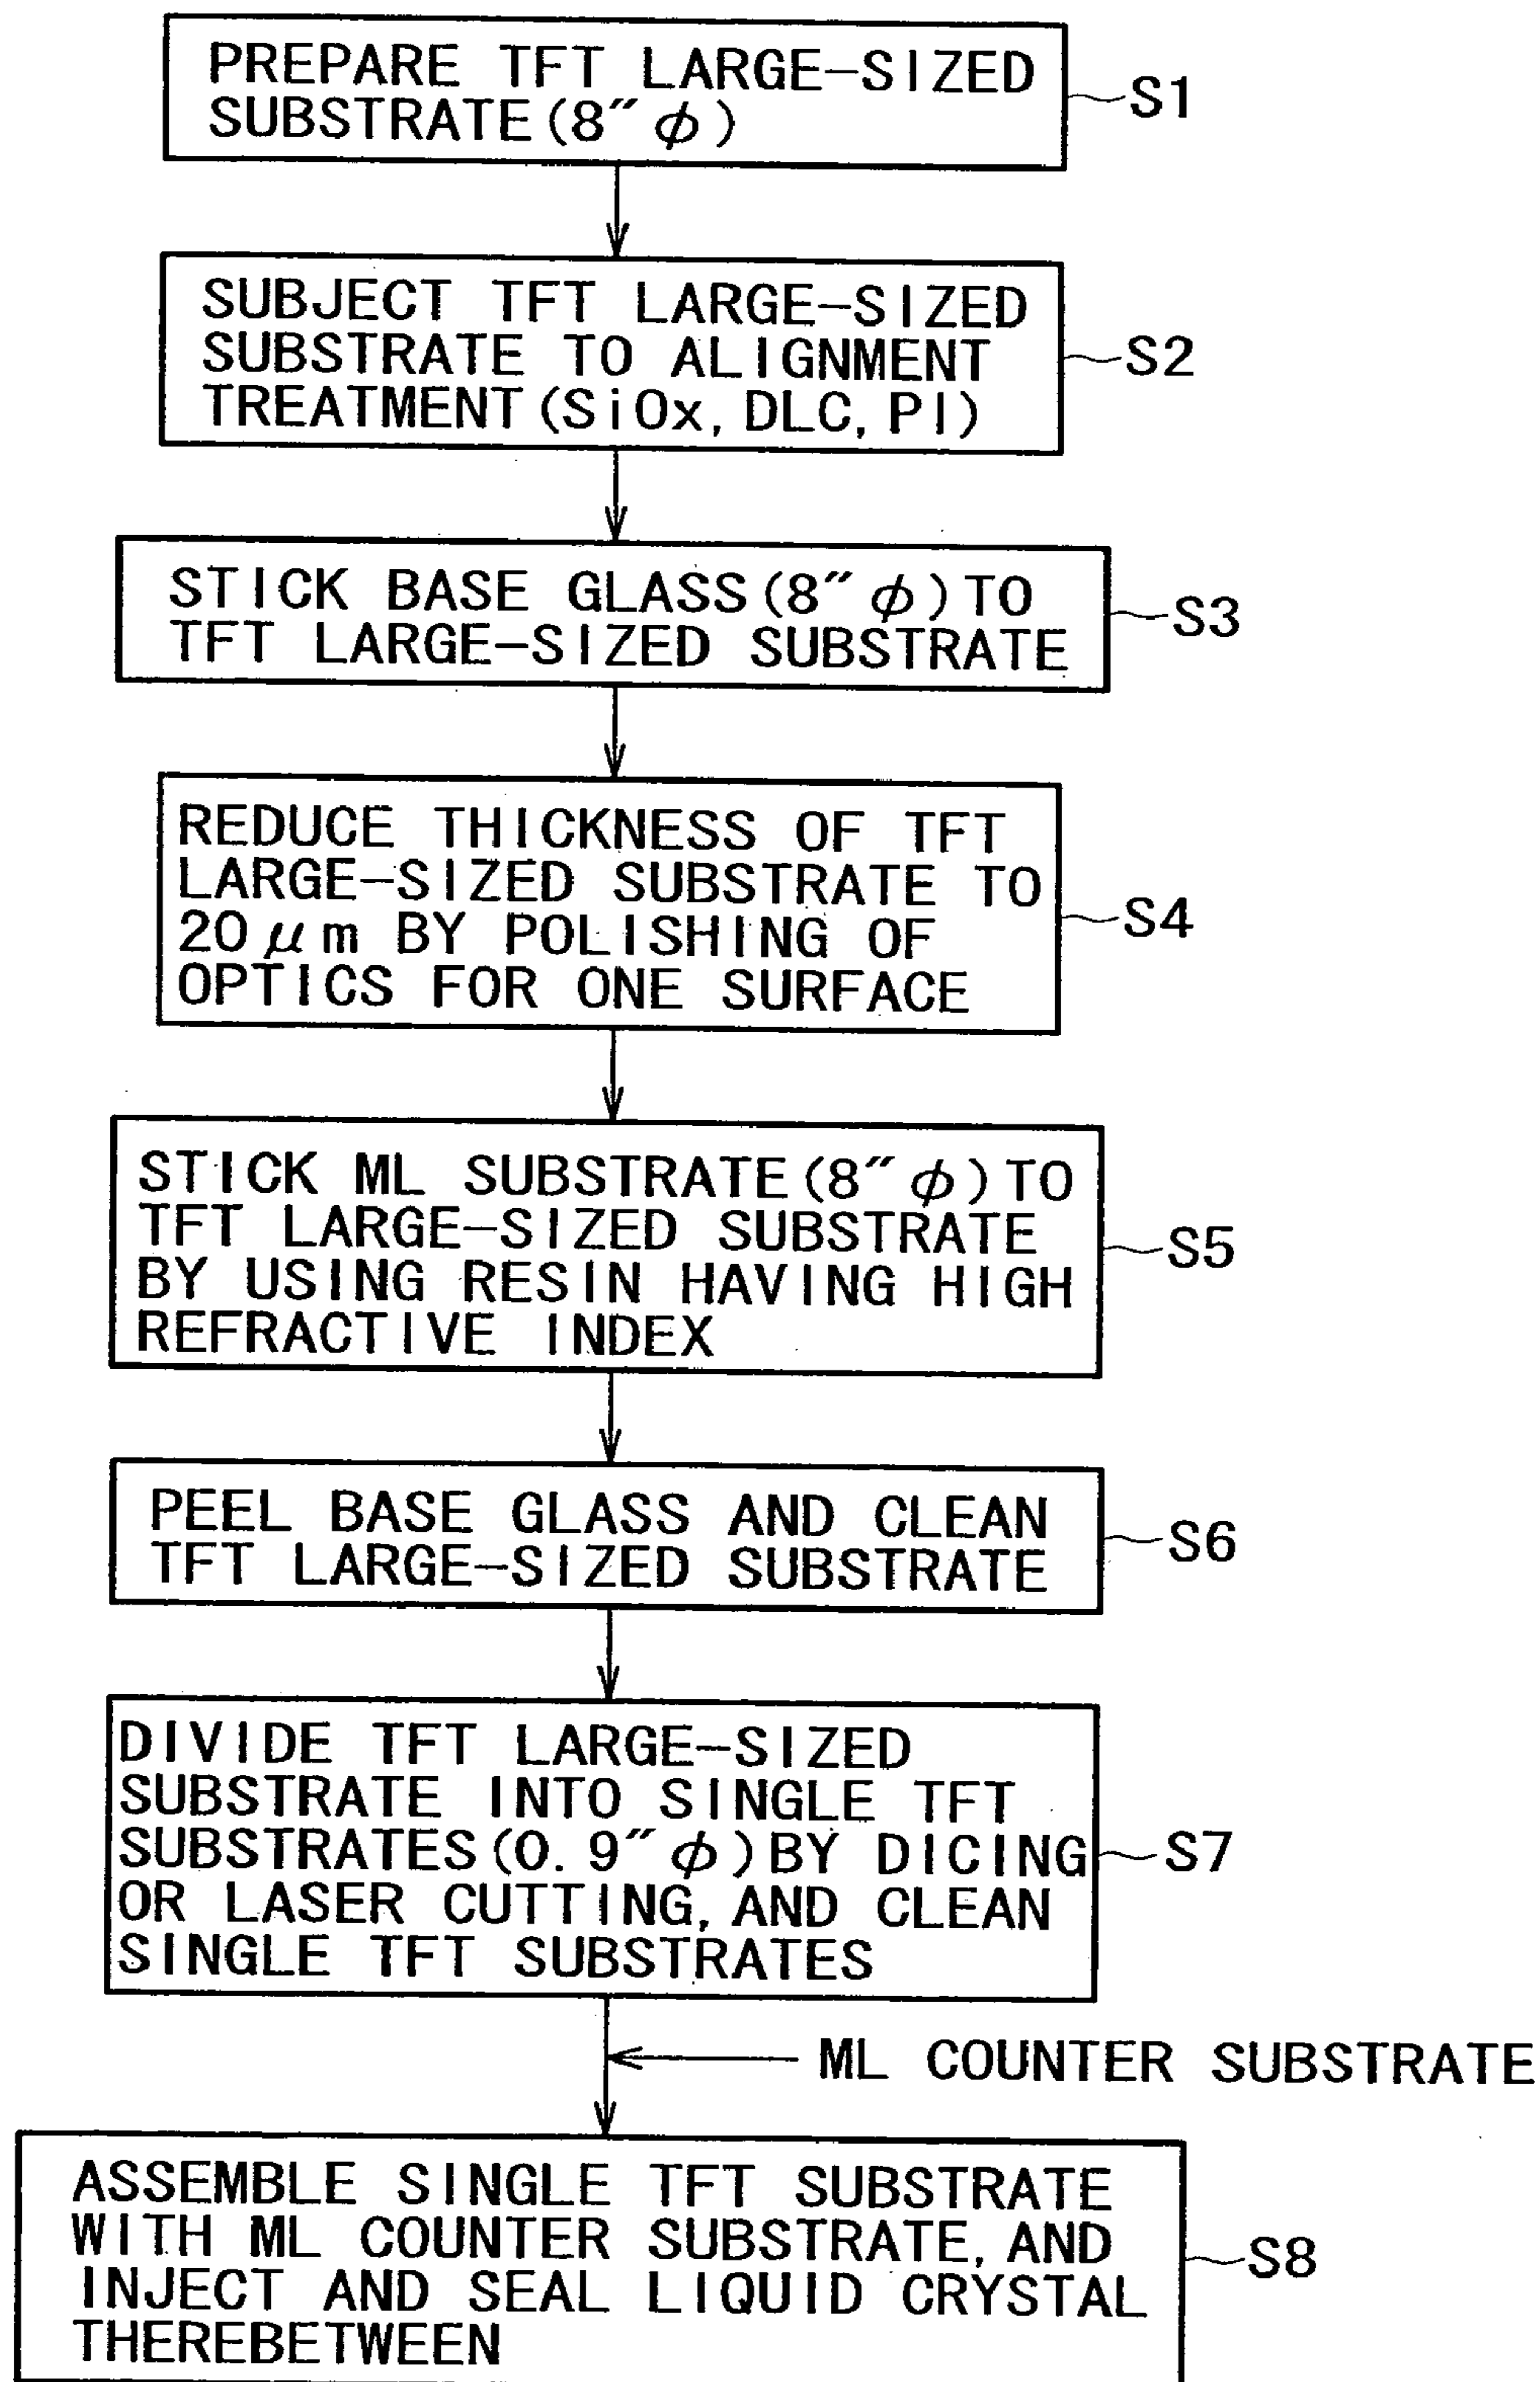 PREPARE TFT LARGE-SIZED
SUBSTRATE(8″φ)
S1
SUBJECT TFT LARGE-SIZED
SUBSTRATE TO ALIGNMENT
TREATMENT(SiOx, DLC, PI)
S2
STICK BASE GLASS(8″φ)TO
TFT LARGE-SIZED SUBSTRATE
S3
REDUCE THICKNESS OF TFT
LARGE-SIZED SUBSTRATE TO
20μm BY POLISHING OF
OPTICS FOR ONE SURFACE
S4
STICK ML SUBSTRATE(8″φ)TO
TFT LARGE-SIZED SUBSTRATE
BY USING RESIN HAVING HIGH
REFRACTIVE INDEX
S5
PEEL BASE GLASS AND CLEAN
TFT LARGE-SIZED SUBSTRATE
S6
DIVIDE TFT LARGE-SIZED
SUBSTRATE INTO SINGLE TFT
SUBSTRATES(0.9″φ)BY DICING
OR LASER CUTTING, AND CLEAN
SINGLE TFT SUBSTRATES
S7
ML COUNTER SUBSTRATE
ASSEMBLE SINGLE TFT SUBSTRATE
WITH ML COUNTER SUBSTRATE, AND
INJECT AND SEAL LIQUID CRYSTAL
THEREBETWEEN
S8